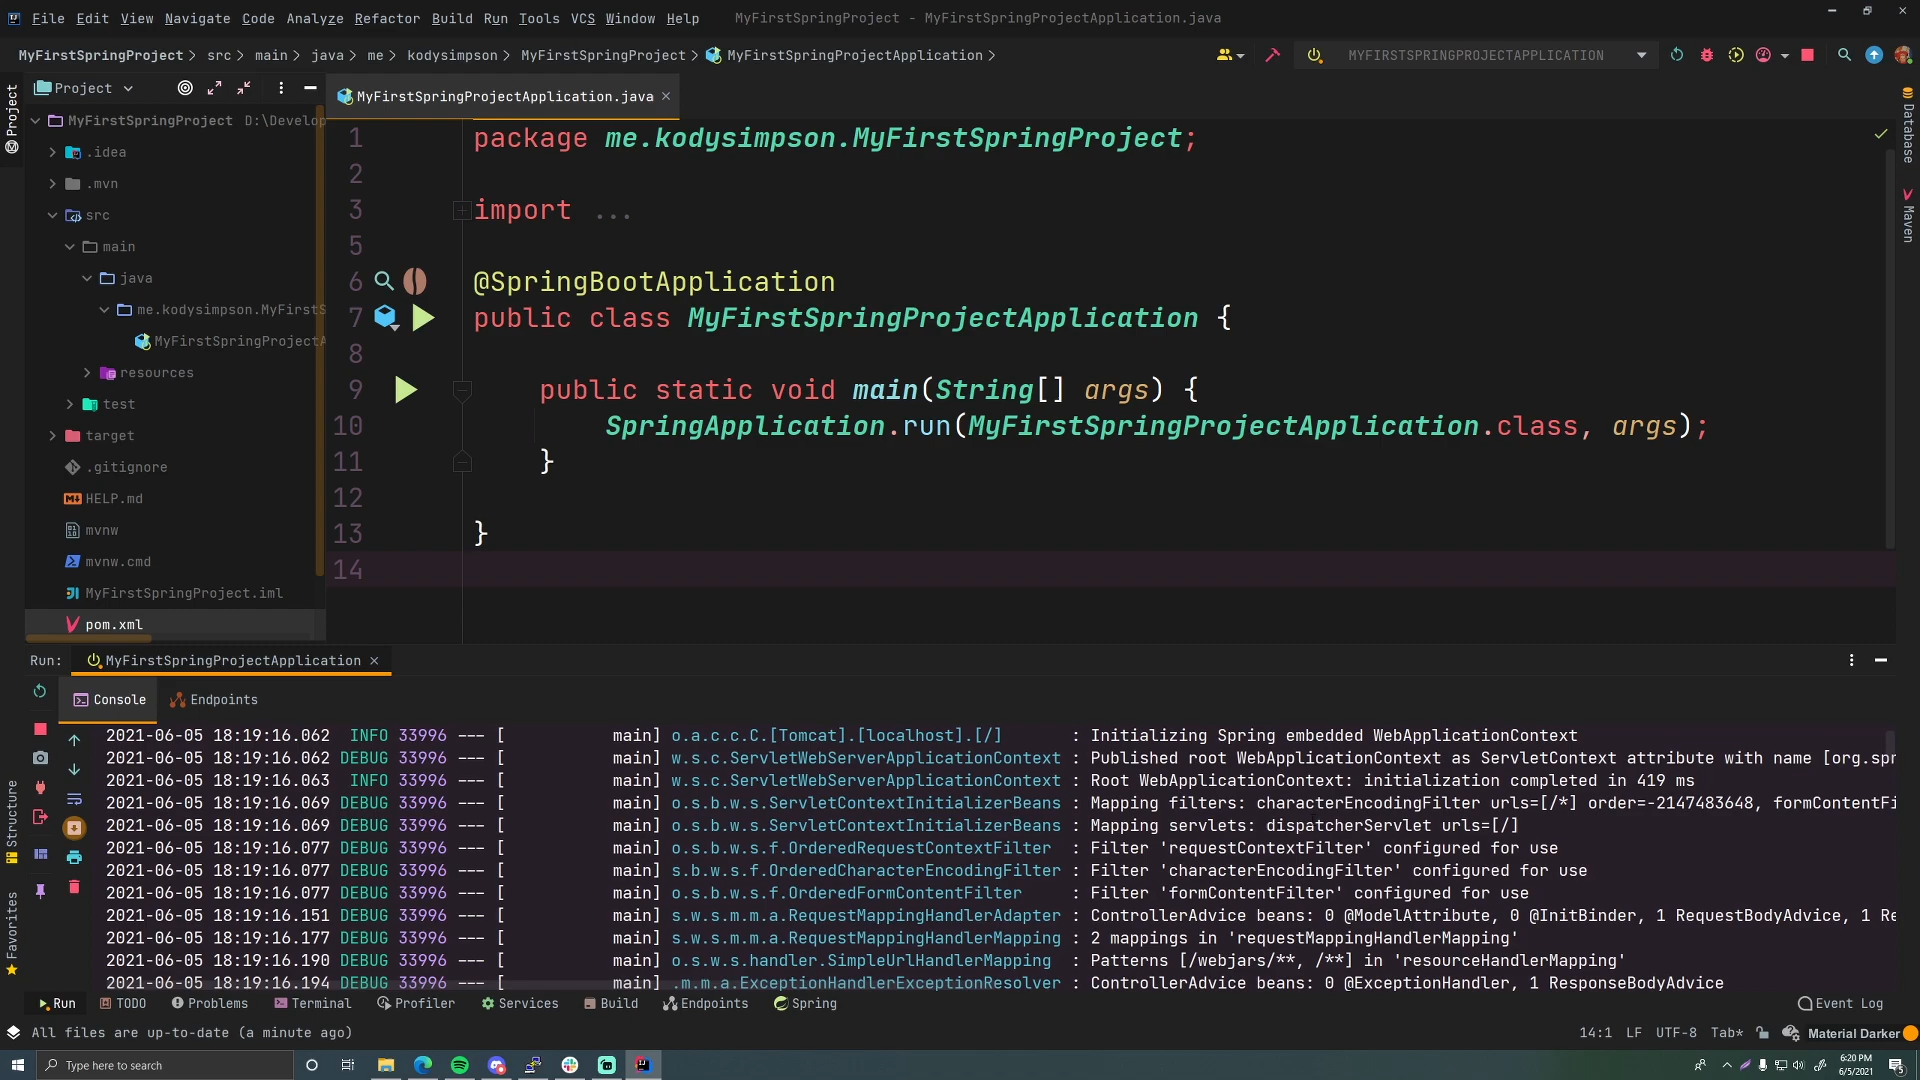 File Edit View Navigate Code Analyze Refactor Build Run Tools VCS Window Help MyFirstSpringProject - MyFirstSpringProjectApplication.java
MyFirstSpringProject > src > main > java > me > kodysimpson > MyFirstSpringProject > MyFirstSpringProjectApplication > MYFIRSTSPRINGPROJECTAPPLICATION
Project
Project
MyFirstSpringProjectApplication.java
MyFirstSpringProject D:\Develop
.idea
.mvn
src
main
java
me.kodysimpson.MyFirstS
MyFirstSpringProjectA
resources
test
target
.gitignore
HELP.md
mvnw
mvnw.cmd
MyFirstSpringProject.iml
pom.xml
1 package me.kodysimpson.MyFirstSpringProject;
2
3 import ...
5
6 @SpringBootApplication
7 public class MyFirstSpringProjectApplication {
8
9 public static void main(String[] args) {
10 SpringApplication.run(MyFirstSpringProjectApplication.class, args);
11 }
12
13 }
14
Database
Maven
Structure
Favorites
Run: MyFirstSpringProjectApplication
Console Endpoints
2021-06-05 18:19:16.062 INFO 33996 --- [ main] o.a.c.c.C.[Tomcat].[localhost].[/] : Initializing Spring embedded WebApplicationContext
2021-06-05 18:19:16.062 DEBUG 33996 --- [ main] w.s.c.ServletWebServerApplicationContext : Published root WebApplicationContext as ServletContext attribute with name [org.spr
2021-06-05 18:19:16.063 INFO 33996 --- [ main] w.s.c.ServletWebServerApplicationContext : Root WebApplicationContext: initialization completed in 419 ms
2021-06-05 18:19:16.069 DEBUG 33996 --- [ main] o.s.b.w.s.ServletContextInitializerBeans : Mapping filters: characterEncodingFilter urls=[/*] order=-2147483648, formContentFi
2021-06-05 18:19:16.069 DEBUG 33996 --- [ main] o.s.b.w.s.ServletContextInitializerBeans : Mapping servlets: dispatcherServlet urls=[/]
2021-06-05 18:19:16.077 DEBUG 33996 --- [ main] o.s.b.w.s.f.OrderedRequestContextFilter : Filter 'requestContextFilter' configured for use
2021-06-05 18:19:16.077 DEBUG 33996 --- [ main] s.b.w.s.f.OrderedCharacterEncodingFilter : Filter 'characterEncodingFilter' configured for use
2021-06-05 18:19:16.077 DEBUG 33996 --- [ main] o.s.b.w.s.f.OrderedFormContentFilter : Filter 'formContentFilter' configured for use
2021-06-05 18:19:16.151 DEBUG 33996 --- [ main] s.w.s.m.m.a.RequestMappingHandlerAdapter : ControllerAdvice beans: 0 @ModelAttribute, 0 @InitBinder, 1 RequestBodyAdvice, 1 Re
2021-06-05 18:19:16.177 DEBUG 33996 --- [ main] s.w.s.m.m.a.RequestMappingHandlerMapping : 2 mappings in 'requestMappingHandlerMapping'
2021-06-05 18:19:16.190 DEBUG 33996 --- [ main] o.s.w.s.handler.SimpleUrlHandlerMapping : Patterns [/webjars/**, /**] in 'resourceHandlerMapping'
2021-06-05 18:19:16.194 DEBUG 33996 --- [ main] .m.m.a.ExceptionHandlerExceptionResolver : ControllerAdvice beans: 0 @ExceptionHandler, 1 ResponseBodyAdvice
Run TODO Problems Terminal Profiler Services Build Endpoints Spring Event Log
All files are up-to-date (a minute ago) 14:1 LF UTF-8 Tab* Material Darker
Type here to search 6:20 PM
6/5/2021 5